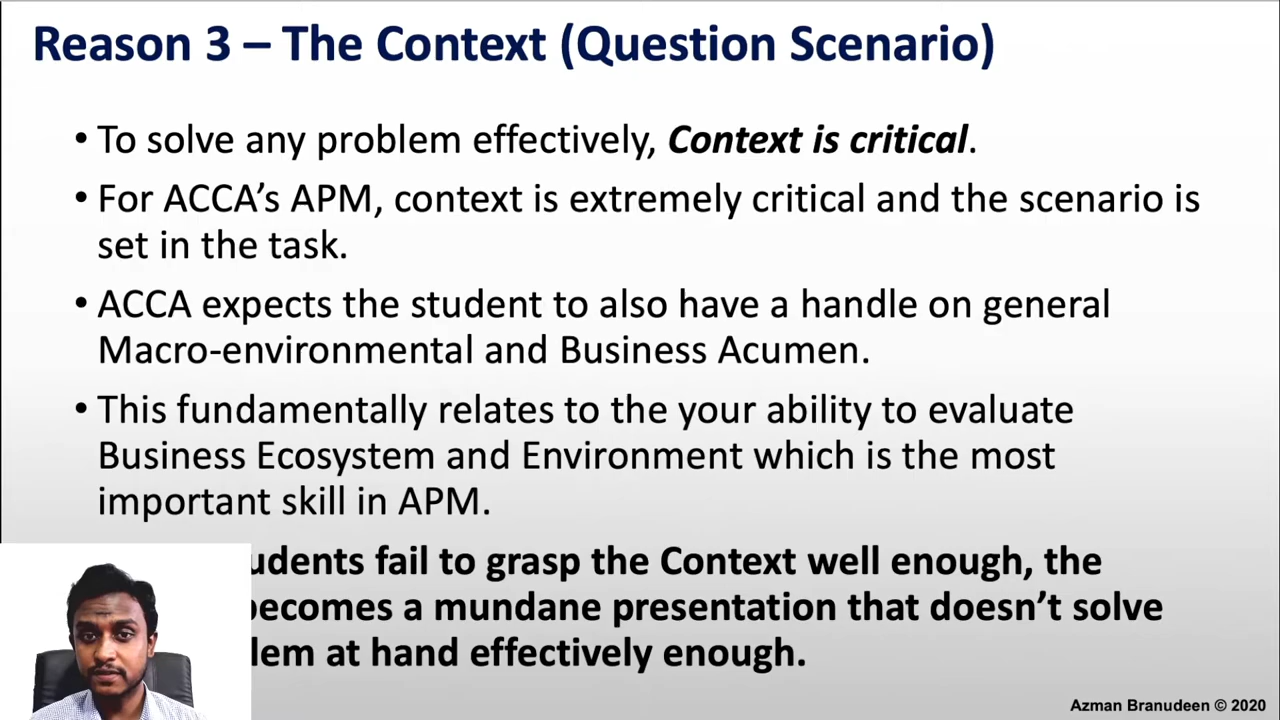 Reason 3 – The Context (Question Scenario)
• To solve any problem effectively, Context is critical.
• For ACCA’s APM, context is extremely critical and the scenario is
set in the task.
• ACCA expects the student to also have a handle on general
Macro-environmental and Business Acumen.
• This fundamentally relates to the your ability to evaluate
Business Ecosystem and Environment which is the most
important skill in APM.
fail to grasp the Context well enough, the
becomes a mundane presentation that doesn’t solve
at hand effectively enough.
Azman Branudeen © 2020